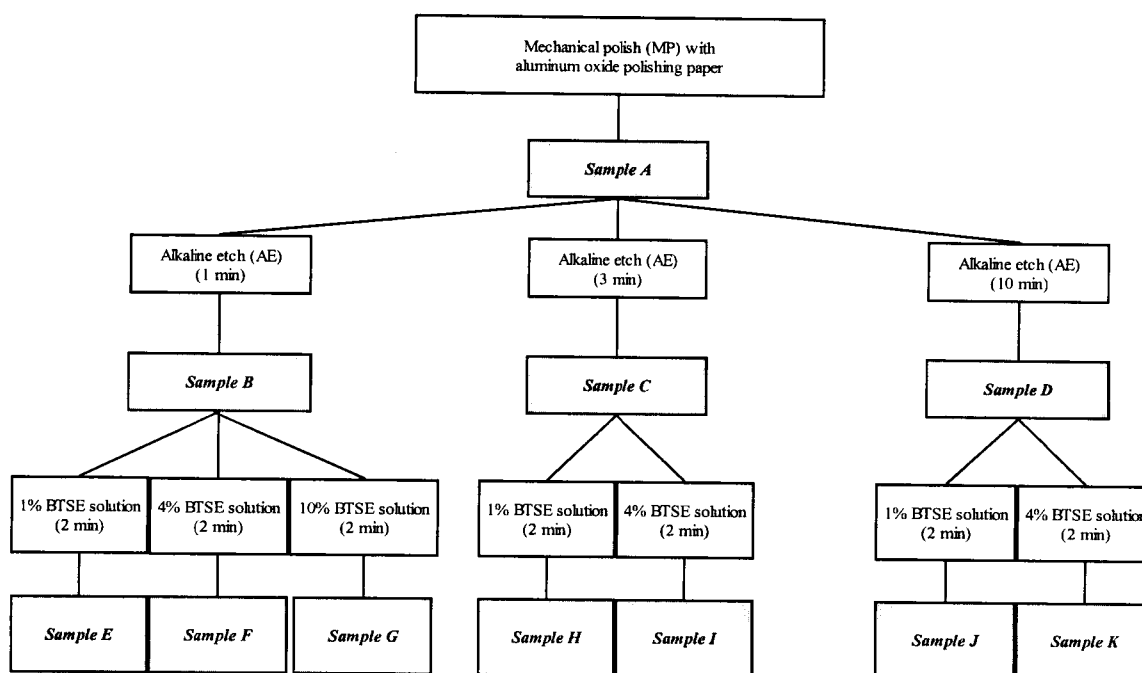 Mechanical polish (MP) with
aluminum oxide polishing paper
Sample A
Alkaline etch (AE)
(1 min)
Alkaline etch (AE)
(3 min)
Alkaline etch (AE)
(10 min)
Sample B
Sample C
Sample D
1% BTSE solution
(2 min)
4% BTSE solution
(2 min)
10% BTSE solution
(2 min)
1% BTSE solution
(2 min)
4% BTSE solution
(2 min)
1% BTSE solution
(2 min)
4% BTSE solution
(2 min)
Sample E
Sample F
Sample G
Sample H
Sample I
Sample J
Sample K